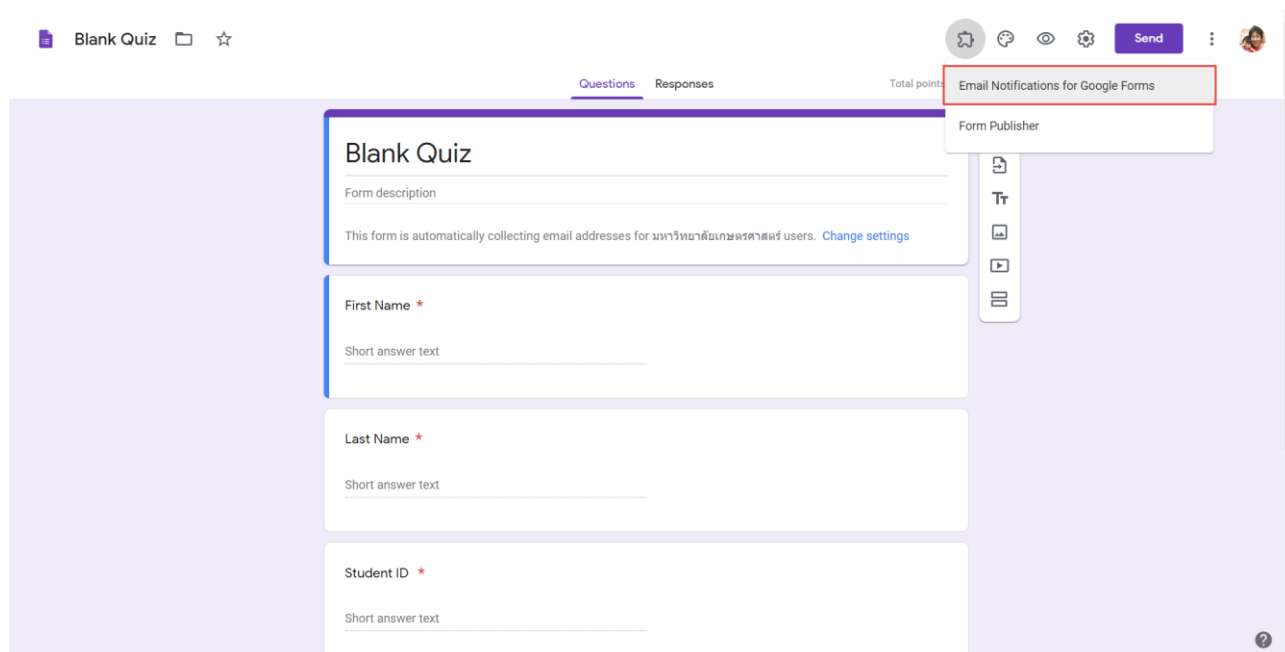 Blank Quiz
Send
Questions Responses Total points
Email Notifications for Google Forms
Form Publisher
Blank Quiz
Form description
This form is automatically collecting email addresses for มหาวิทยาลัยเกษตรศาสตร์ users. Change settings
First Name *
Short answer text
Last Name *
Short answer text
Student ID *
Short answer text